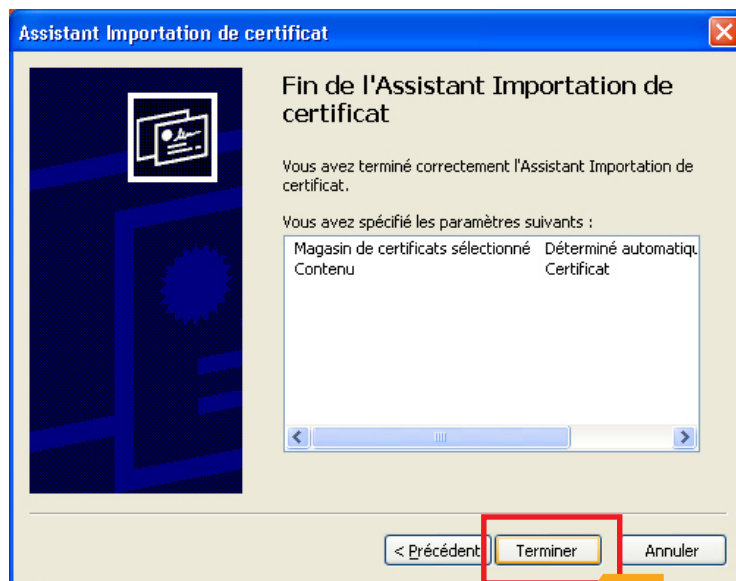 Assistant Importation de certificat
Fin de l'Assistant Importation de
certificat
Vous avez terminé correctement l'Assistant Importation de
certificat.
Vous avez spécifié les paramètres suivants :
Magasin de certificats sélectionné Déterminé automatiqu
Contenu Certificat
< Précédent Terminer Annuler